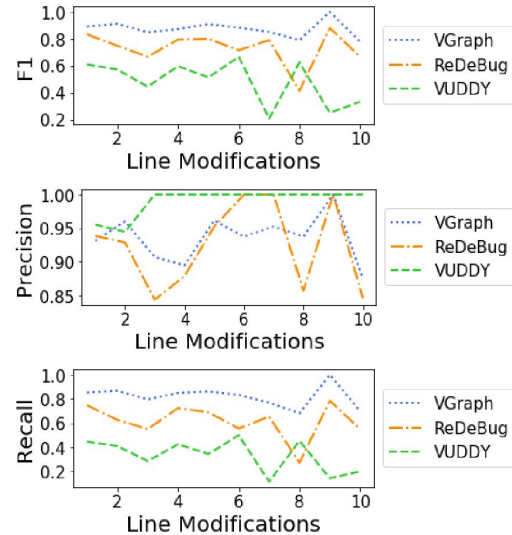 1.0
0.8
0.6
0.4
0.2
F1
2 4 6 8 10
Line Modifications
VGraph
ReDeBug
VUDDY
1.00
0.95
0.90
0.85
Precision
2 4 6 8 10
Line Modifications
VGraph
ReDeBug
VUDDY
1.0
0.8
0.6
0.4
0.2
Recall
2 4 6 8 10
Line Modifications
VGraph
ReDeBug
VUDDY